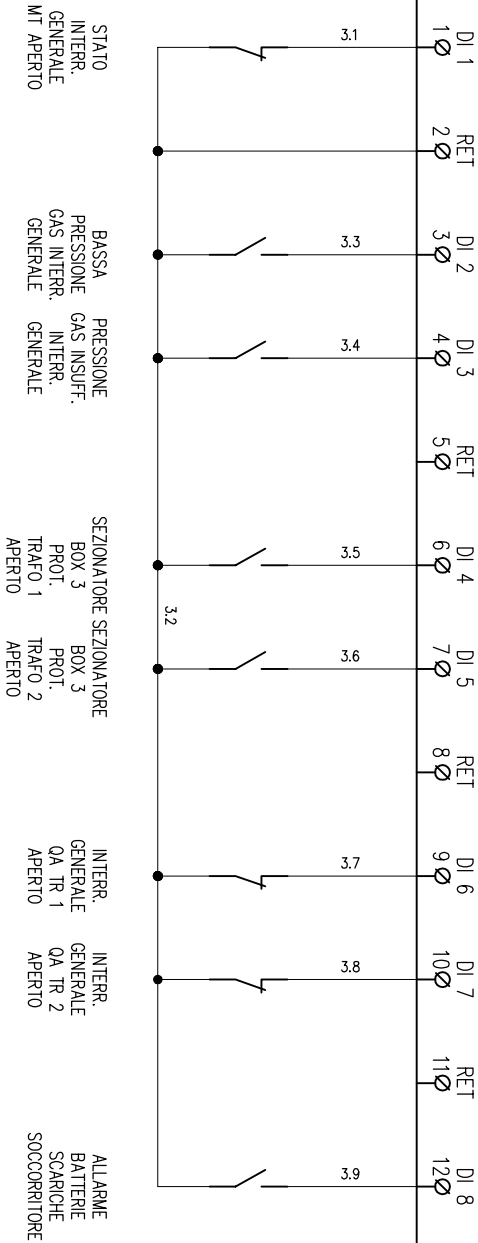 DI 1
1
RET
2
DI 2
3
DI 3
4
RET
5
DI 4
6
DI 5
7
RET
8
DI 6
9
DI 7
10
RET
11
DI 8
12
3.1
3.3
3.4
3.5
3.6
3.7
3.8
3.9
3.2
STATO
INTERR.
GENERALE
MT APERTO
BASSA
PRESSIONE
GAS INTERR.
GENERALE
PRESSIONE
GAS INSUFF.
INTERR.
GENERALE
SEZIONATORE
BOX 3
PROT.
TRAFO 1
APERTO
SEZIONATORE
BOX 3
PROT.
TRAFO 2
APERTO
INTERR.
GENERALE
QA TR 1
APERTO
INTERR.
GENERALE
QA TR 2
APERTO
ALLARME
BATTERIE
SCARICHE
SOCCORRITORE